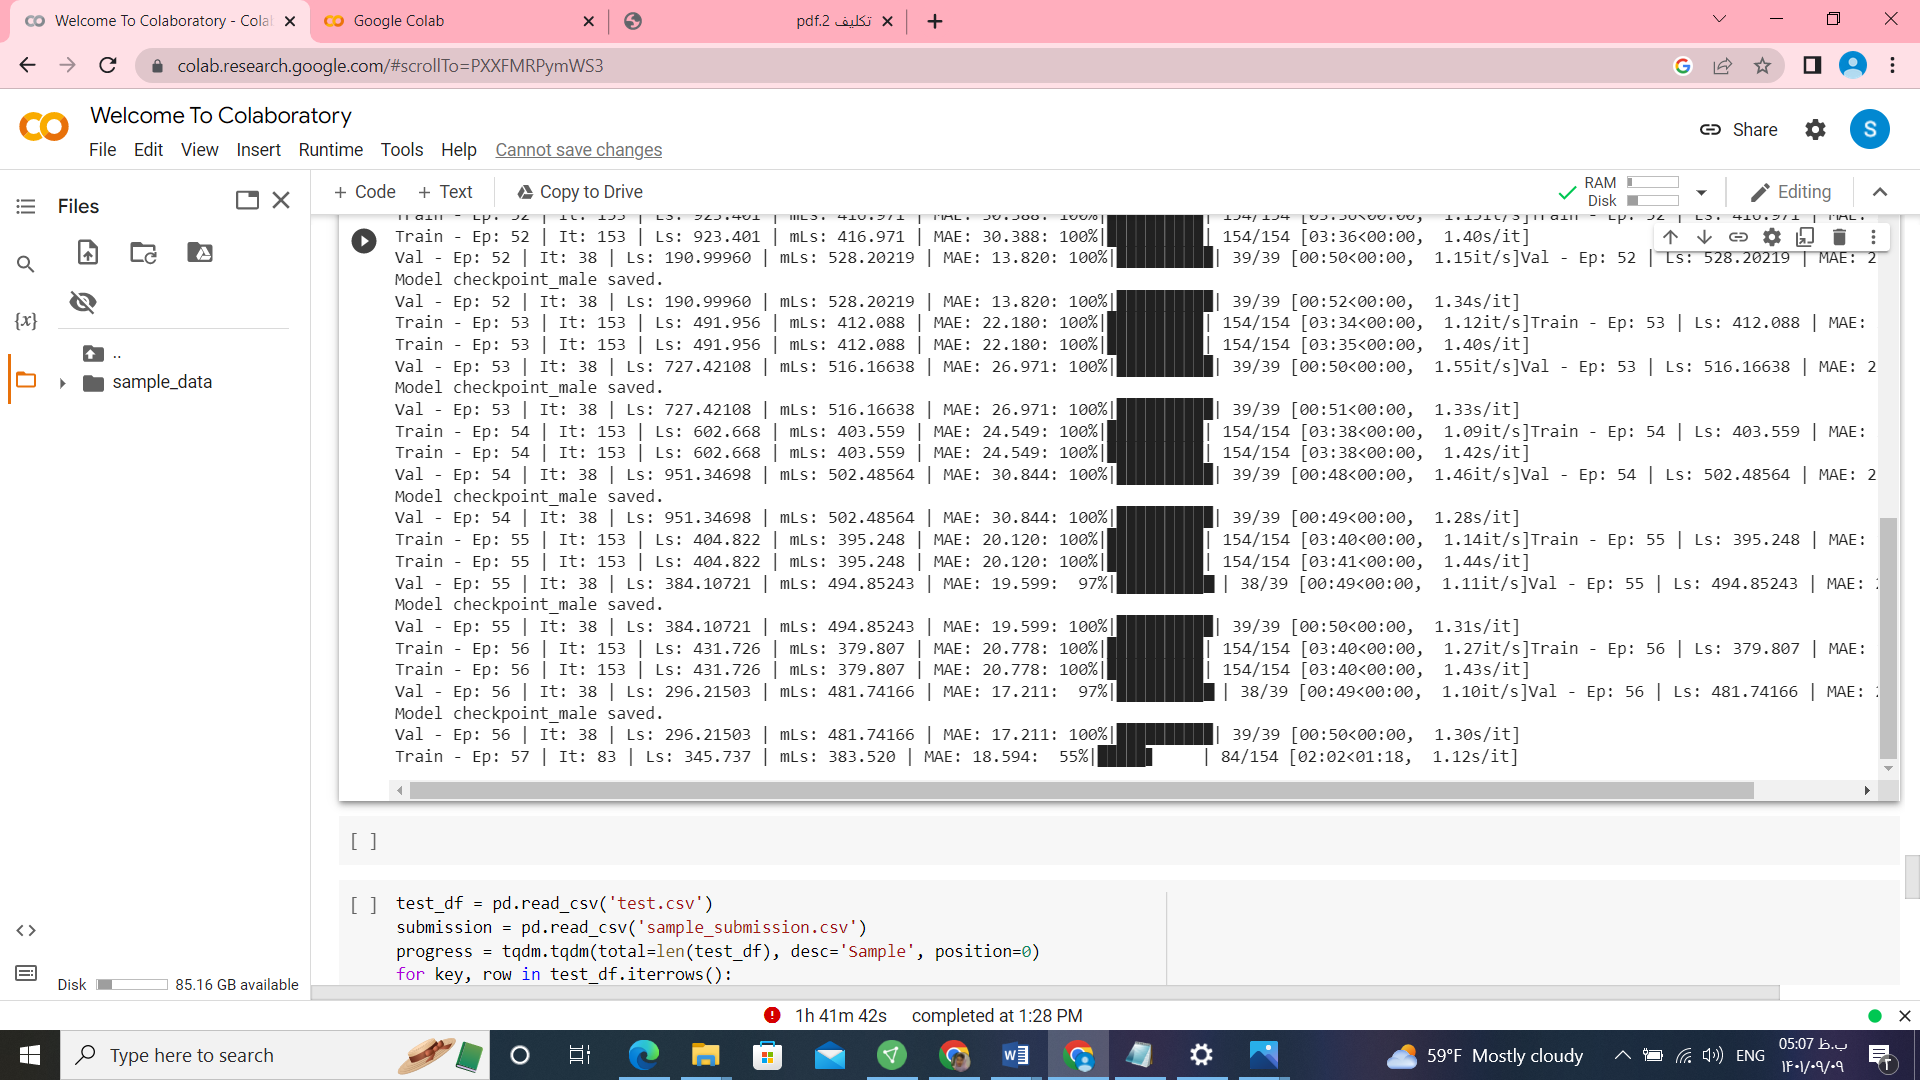 Welcome To Colaboratory - Colab
Google Colab
تکلیف 2.pdf
colab.research.google.com/#scrollTo=PXXFMRPymWS3
Welcome To Colaboratory
File Edit View Insert Runtime Tools Help Cannot save changes
Share
S
Files
+ Code + Text Copy to Drive
RAM
Disk
Editing
..
sample_data
Train - Ep: 52 | It: 153 | Ls: 923.401 | mLs: 416.971 | MAE: 30.388: 100%|██████████| 154/154 [03:36<00:00, 1.15it/s]Train - Ep: 52 | Ls: 416.971 | MAE:
Train - Ep: 52 | It: 153 | Ls: 923.401 | mLs: 416.971 | MAE: 30.388: 100%|██████████| 154/154 [03:36<00:00, 1.40s/it]
Val - Ep: 52 | It: 38 | Ls: 190.99960 | mLs: 528.20219 | MAE: 13.820: 100%|██████████| 39/39 [00:50<00:00, 1.15it/s]Val - Ep: 52 | Ls: 528.20219 | MAE: 2
Model checkpoint_male saved.
Val - Ep: 52 | It: 38 | Ls: 190.99960 | mLs: 528.20219 | MAE: 13.820: 100%|██████████| 39/39 [00:52<00:00, 1.34s/it]
Train - Ep: 53 | It: 153 | Ls: 491.956 | mLs: 412.088 | MAE: 22.180: 100%|██████████| 154/154 [03:34<00:00, 1.12it/s]Train - Ep: 53 | Ls: 412.088 | MAE:
Train - Ep: 53 | It: 153 | Ls: 491.956 | mLs: 412.088 | MAE: 22.180: 100%|██████████| 154/154 [03:35<00:00, 1.40s/it]
Val - Ep: 53 | It: 38 | Ls: 727.42108 | mLs: 516.16638 | MAE: 26.971: 100%|██████████| 39/39 [00:50<00:00, 1.55it/s]Val - Ep: 53 | Ls: 516.16638 | MAE: 2
Model checkpoint_male saved.
Val - Ep: 53 | It: 38 | Ls: 727.42108 | mLs: 516.16638 | MAE: 26.971: 100%|██████████| 39/39 [00:51<00:00, 1.33s/it]
Train - Ep: 54 | It: 153 | Ls: 602.668 | mLs: 403.559 | MAE: 24.549: 100%|██████████| 154/154 [03:38<00:00, 1.09it/s]Train - Ep: 54 | Ls: 403.559 | MAE:
Train - Ep: 54 | It: 153 | Ls: 602.668 | mLs: 403.559 | MAE: 24.549: 100%|██████████| 154/154 [03:38<00:00, 1.42s/it]
Val - Ep: 54 | It: 38 | Ls: 951.34698 | mLs: 502.48564 | MAE: 30.844: 100%|██████████| 39/39 [00:48<00:00, 1.46it/s]Val - Ep: 54 | Ls: 502.48564 | MAE: 2
Model checkpoint_male saved.
Val - Ep: 54 | It: 38 | Ls: 951.34698 | mLs: 502.48564 | MAE: 30.844: 100%|██████████| 39/39 [00:49<00:00, 1.28s/it]
Train - Ep: 55 | It: 153 | Ls: 404.822 | mLs: 395.248 | MAE: 20.120: 100%|██████████| 154/154 [03:40<00:00, 1.14it/s]Train - Ep: 55 | Ls: 395.248 | MAE:
Train - Ep: 55 | It: 153 | Ls: 404.822 | mLs: 395.248 | MAE: 20.120: 100%|██████████| 154/154 [03:41<00:00, 1.44s/it]
Val - Ep: 55 | It: 38 | Ls: 384.10721 | mLs: 494.85243 | MAE: 19.599: 97%|██████████| 38/39 [00:49<00:00, 1.11it/s]Val - Ep: 55 | Ls: 494.85243 | MAE:
Model checkpoint_male saved.
Val - Ep: 55 | It: 38 | Ls: 384.10721 | mLs: 494.85243 | MAE: 19.599: 100%|██████████| 39/39 [00:50<00:00, 1.31s/it]
Train - Ep: 56 | It: 153 | Ls: 431.726 | mLs: 379.807 | MAE: 20.778: 100%|██████████| 154/154 [03:40<00:00, 1.27it/s]Train - Ep: 56 | Ls: 379.807 | MAE:
Train - Ep: 56 | It: 153 | Ls: 431.726 | mLs: 379.807 | MAE: 20.778: 100%|██████████| 154/154 [03:40<00:00, 1.43s/it]
Val - Ep: 56 | It: 38 | Ls: 296.21503 | mLs: 481.74166 | MAE: 17.211: 97%|██████████| 38/39 [00:49<00:00, 1.10it/s]Val - Ep: 56 | Ls: 481.74166 | MAE:
Model checkpoint_male saved.
Val - Ep: 56 | It: 38 | Ls: 296.21503 | mLs: 481.74166 | MAE: 17.211: 100%|██████████| 39/39 [00:50<00:00, 1.30s/it]
Train - Ep: 57 | It: 83 | Ls: 345.737 | mLs: 383.520 | MAE: 18.594: 55%|█████▌ | 84/154 [02:02<01:18, 1.12s/it]
[ ]
[ ] test_df = pd.read_csv('test.csv')
submission = pd.read_csv('sample_submission.csv')
progress = tqdm.tqdm(total=len(test_df), desc='Sample', position=0)
for key, row in test_df.iterrows():
Disk 85.16 GB available
1h 41m 42s completed at 1:28 PM
Type here to search
59°F Mostly cloudy
ENG
05:07 ب.ظ
۱۴۰۱/۰۹/۰۹
۲